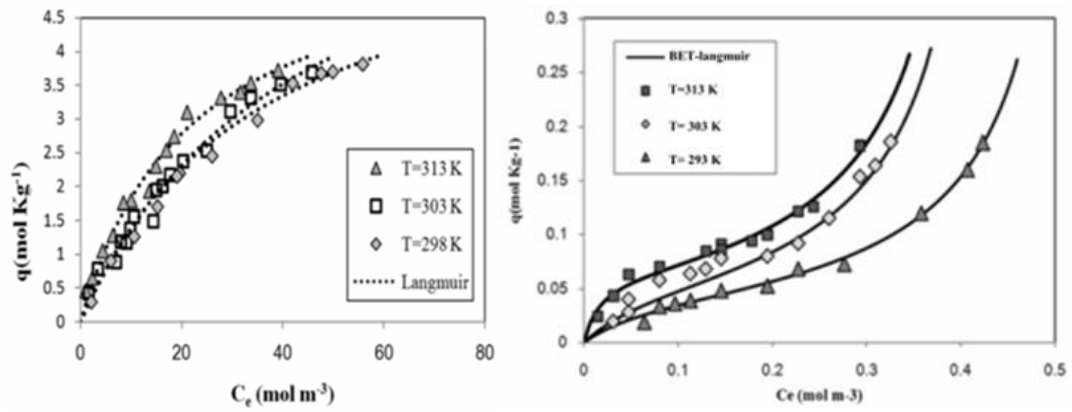 4.5
4
3.5
3
2.5
2
1.5
1
0.5
0
q(mol Kg-1)
T=313 K
T=303 K
T=298 K
Langmuir
0 20 40 60 80
Ce (mol m-3)
0.3
0.25
0.2
0.15
0.1
0.05
0
q(mol Kg-1)
BET-langmuir
T=313 K
T= 303 K
T= 293 K
0 0.1 0.2 0.3 0.4 0.5
Ce (mol m-3)